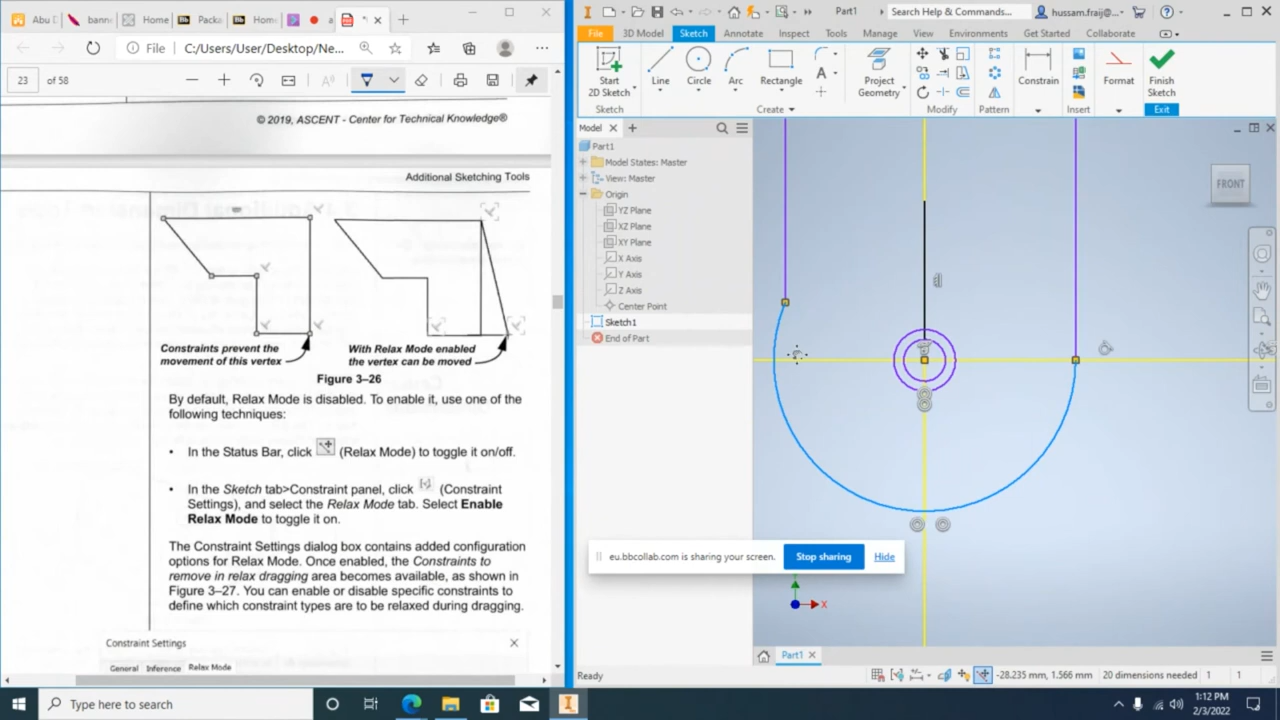 Abu E
bann
Home
Packa
Home
a
File
C:/Users/User/Desktop/Ne...
23
of 58
© 2019, ASCENT - Center for Technical Knowledge®
Additional Sketching Tools
Constraints prevent the
movement of this vertex
With Relax Mode enabled
the vertex can be moved
Figure 3–26
By default, Relax Mode is disabled. To enable it, use one of the
following techniques:
• In the Status Bar, click (Relax Mode) to toggle it on/off.
• In the Sketch tab>Constraint panel, click (Constraint
Settings), and select the Relax Mode tab. Select Enable
Relax Mode to toggle it on.
The Constraint Settings dialog box contains added configuration
options for Relax Mode. Once enabled, the Constraints to
remove in relax dragging area becomes available, as shown in
Figure 3–27. You can enable or disable specific constraints to
define which constraint types are to be relaxed during dragging.
Constraint Settings
General Inference Relax Mode
Part1
Search Help & Commands...
hussam.fraij@...
File 3D Model Sketch Annotate Inspect Tools Manage View Environments Get Started Collaborate
Start
2D Sketch
Line
Circle
Arc
Rectangle
A
Project
Geometry
Constrain
Format
Finish
Sketch
Sketch
Create
Modify
Pattern
Insert
Exit
Model
Part1
Model States: Master
View: Master
Origin
YZ Plane
XZ Plane
XY Plane
X Axis
Y Axis
Z Axis
Center Point
Sketch1
End of Part
FRONT
eu.bbcollab.com is sharing your screen.
Stop sharing
Hide
X
Part1
Ready
-28.235 mm, 1.566 mm
20 dimensions needed
1
1
Type here to search
1:12 PM
2/3/2022